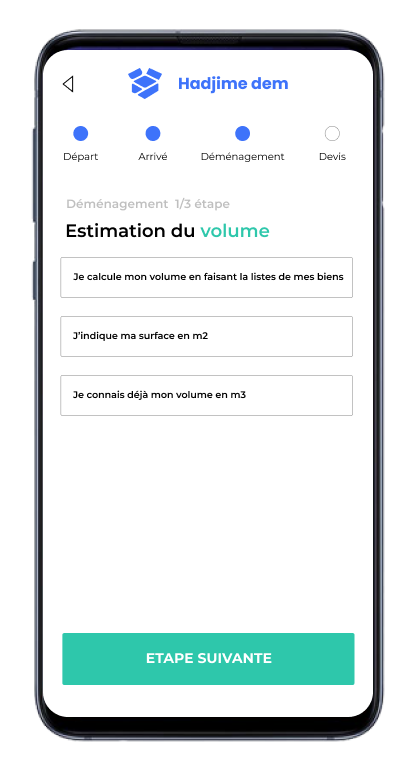 Hadjime dem
Départ Arrivé Déménagement Devis
Déménagement 1/3 étape
Estimation du volume
Je calcule mon volume en faisant la listes de mes biens
J'indique ma surface en m2
Je connais déjà mon volume en m3
ETAPE SUIVANTE